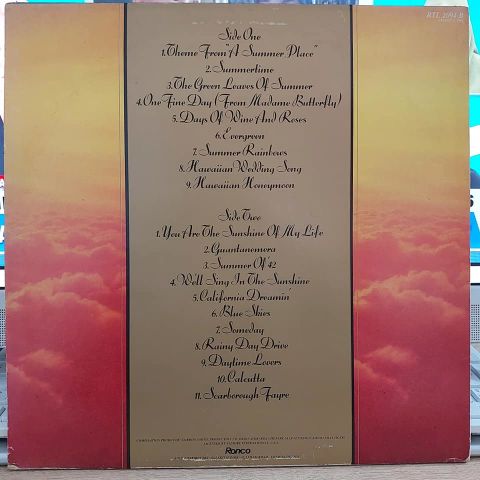 RTL 2094 B
Side One
1.Theme From "A Summer Place"
2.Summertime
3.The Green Leaves Of Summer
4.One Fine Day (From Madame Butterfly)
5.Days Of Wine And Roses
6.Evergreen
7.Summer Rainbows
8.Hawaiian Wedding Song
9.Hawaiian Honeymoon
Side Two
1.You Are The Sunshine Of My Life
2.Guantanemera
3.Summer Of '42
4.We'll Sing In The Sunshine
5.California Dreamin
6.Blue Skies
7.Someday
8.Rainy Day Drive
9.Daytime Lovers
10.Calcutta
11.Scarborough Fayre
Ronco